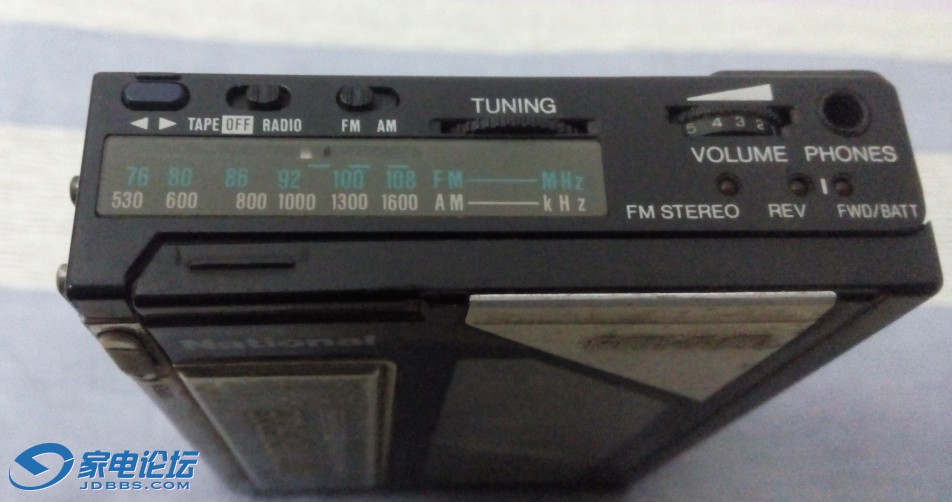 TUNING
◄ ► TAPE OFF RADIO FM AM
5 4 3 2
VOLUME PHONES
76 80 86 92 100 108 FM MHz
530 600 800 1000 1300 1600 AM kHz
FM STEREO REV FWD/BATT
National
家电论坛
JDBBS.COM